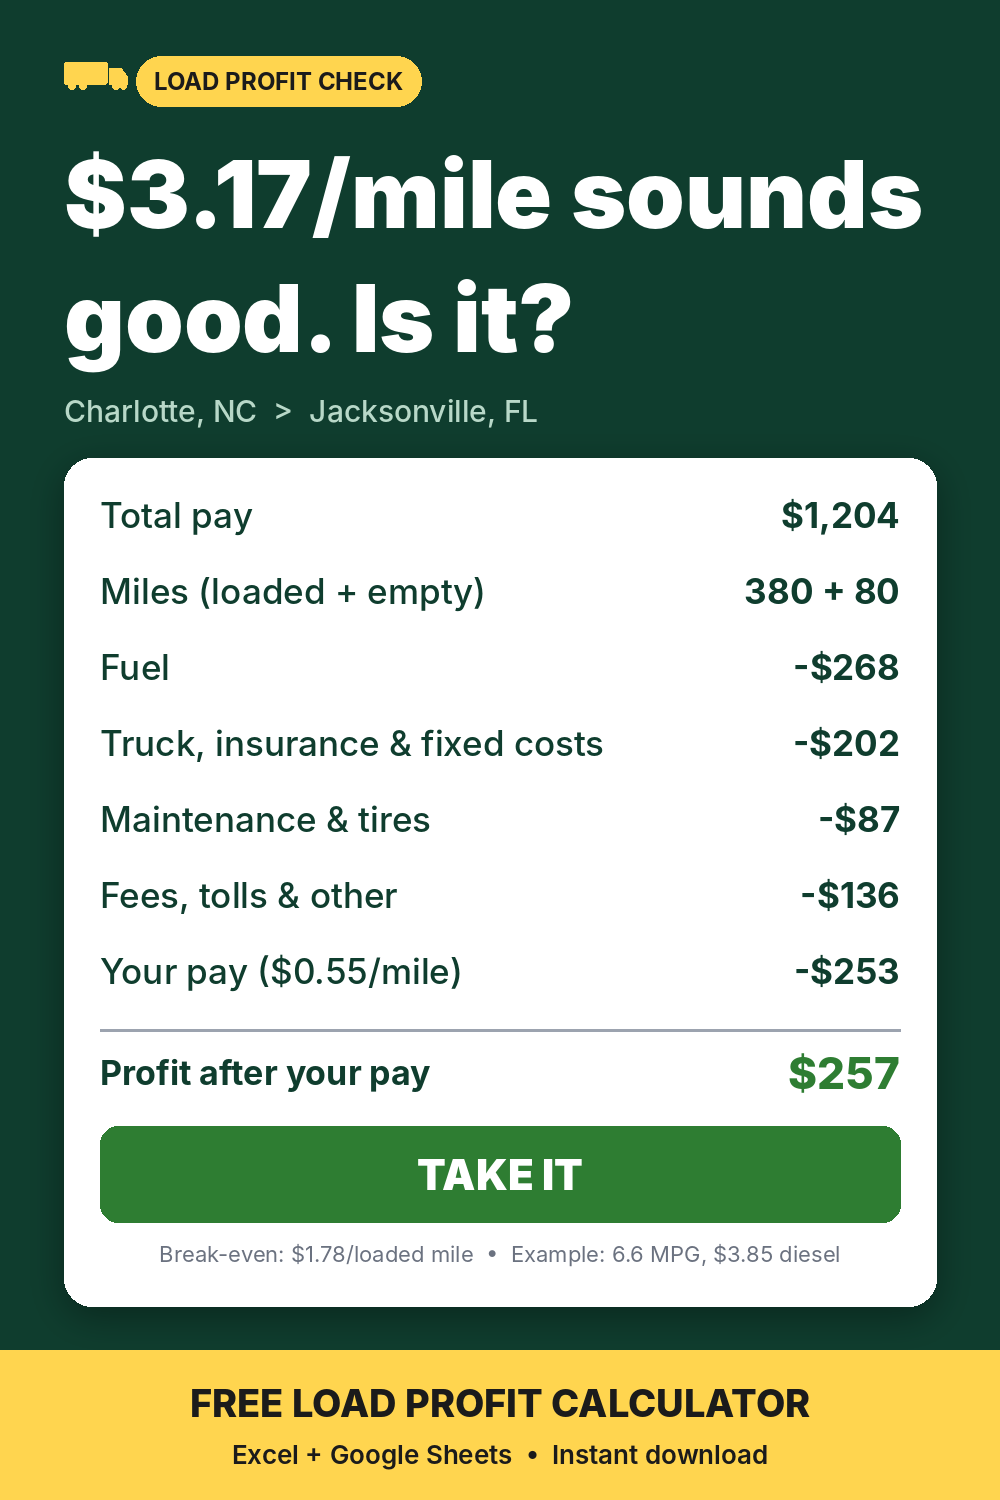 LOAD PROFIT CHECK
$3.17/mile sounds
good. Is it?
Charlotte, NC > Jacksonville, FL
Total pay $1,204
Miles (loaded + empty) 380 + 80
Fuel -$268
Truck, insurance & fixed costs -$202
Maintenance & tires -$87
Fees, tolls & other -$136
Your pay ($0.55/mile) -$253
Profit after your pay $257
TAKE IT
Break-even: $1.78/loaded mile • Example: 6.6 MPG, $3.85 diesel
FREE LOAD PROFIT CALCULATOR
Excel + Google Sheets • Instant download